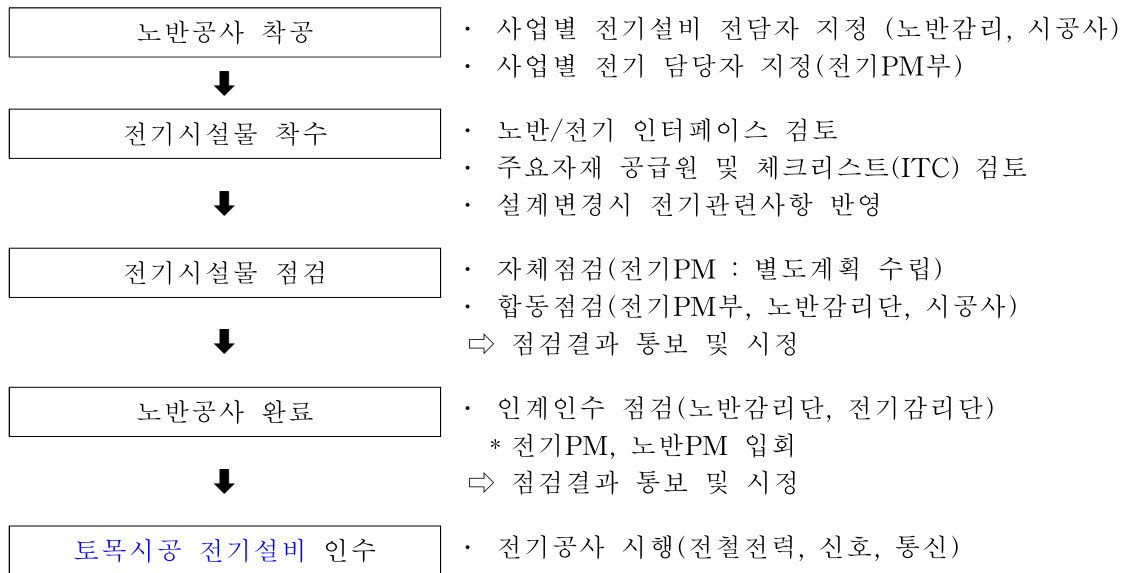 노반공사 착공
· 사업별 전기설비 전담자 지정 (노반감리, 시공사)
· 사업별 전기 담당자 지정(전기PM부)
⬇
전기시설물 착수
· 노반/전기 인터페이스 검토
· 주요자재 공급원 및 체크리스트(ITC) 검토
· 설계변경시 전기관련사항 반영
⬇
전기시설물 점검
· 자체점검(전기PM : 별도계획 수립)
· 합동점검(전기PM부, 노반감리단, 시공사)
⇨ 점검결과 통보 및 시정
⬇
노반공사 완료
· 인계인수 점검(노반감리단, 전기감리단)
* 전기PM, 노반PM 입회
⇨ 점검결과 통보 및 시정
⬇
토목시공 전기설비 인수
· 전기공사 시행(전철전력, 신호, 통신)